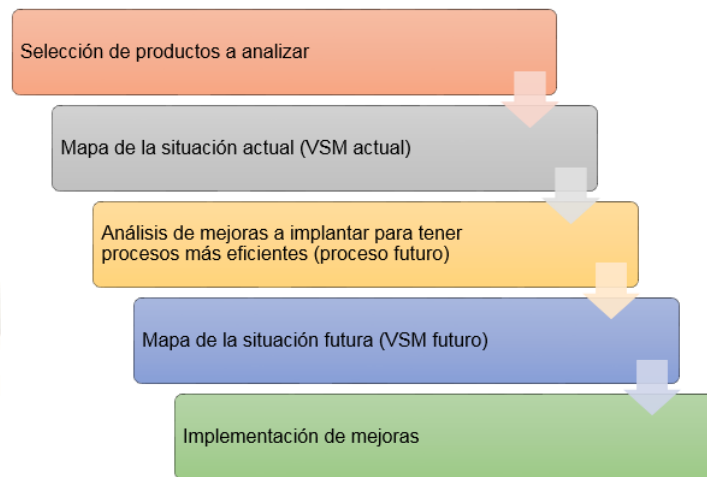 Selección de productos a analizar
Mapa de la situación actual (VSM actual)
Análisis de mejoras a implantar para tener
procesos más eficientes (proceso futuro)
Mapa de la situación futura (VSM futuro)
Implementación de mejoras